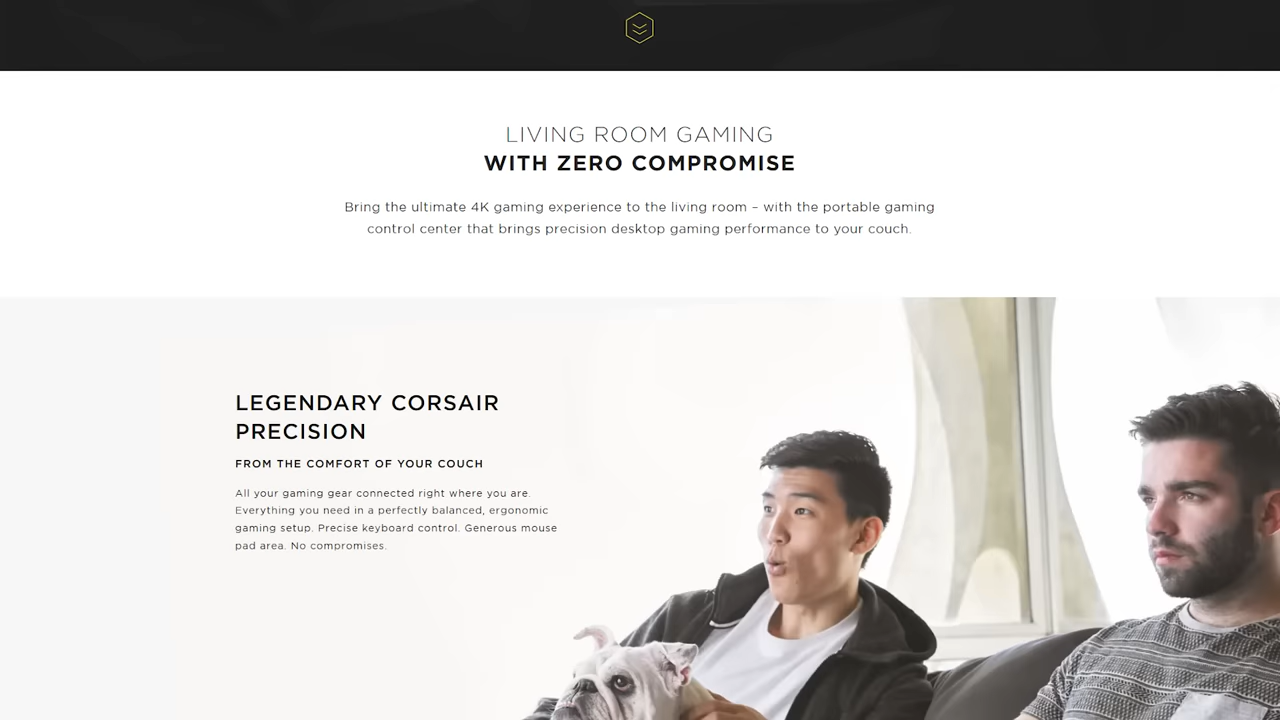 LIVING ROOM GAMING
WITH ZERO COMPROMISE
Bring the ultimate 4K gaming experience to the living room – with the portable gaming
control center that brings precision desktop gaming performance to your couch.
LEGENDARY CORSAIR
PRECISION
FROM THE COMFORT OF YOUR COUCH
All your gaming gear connected right where you are.
Everything you need in a perfectly balanced, ergonomic
gaming setup. Precise keyboard control. Generous mouse
pad area. No compromises.